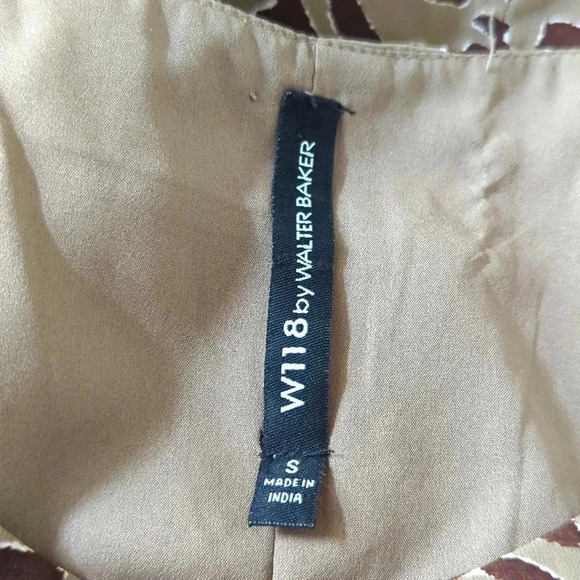 W118 by WALTER BAKER
S
MADE IN
INDIA